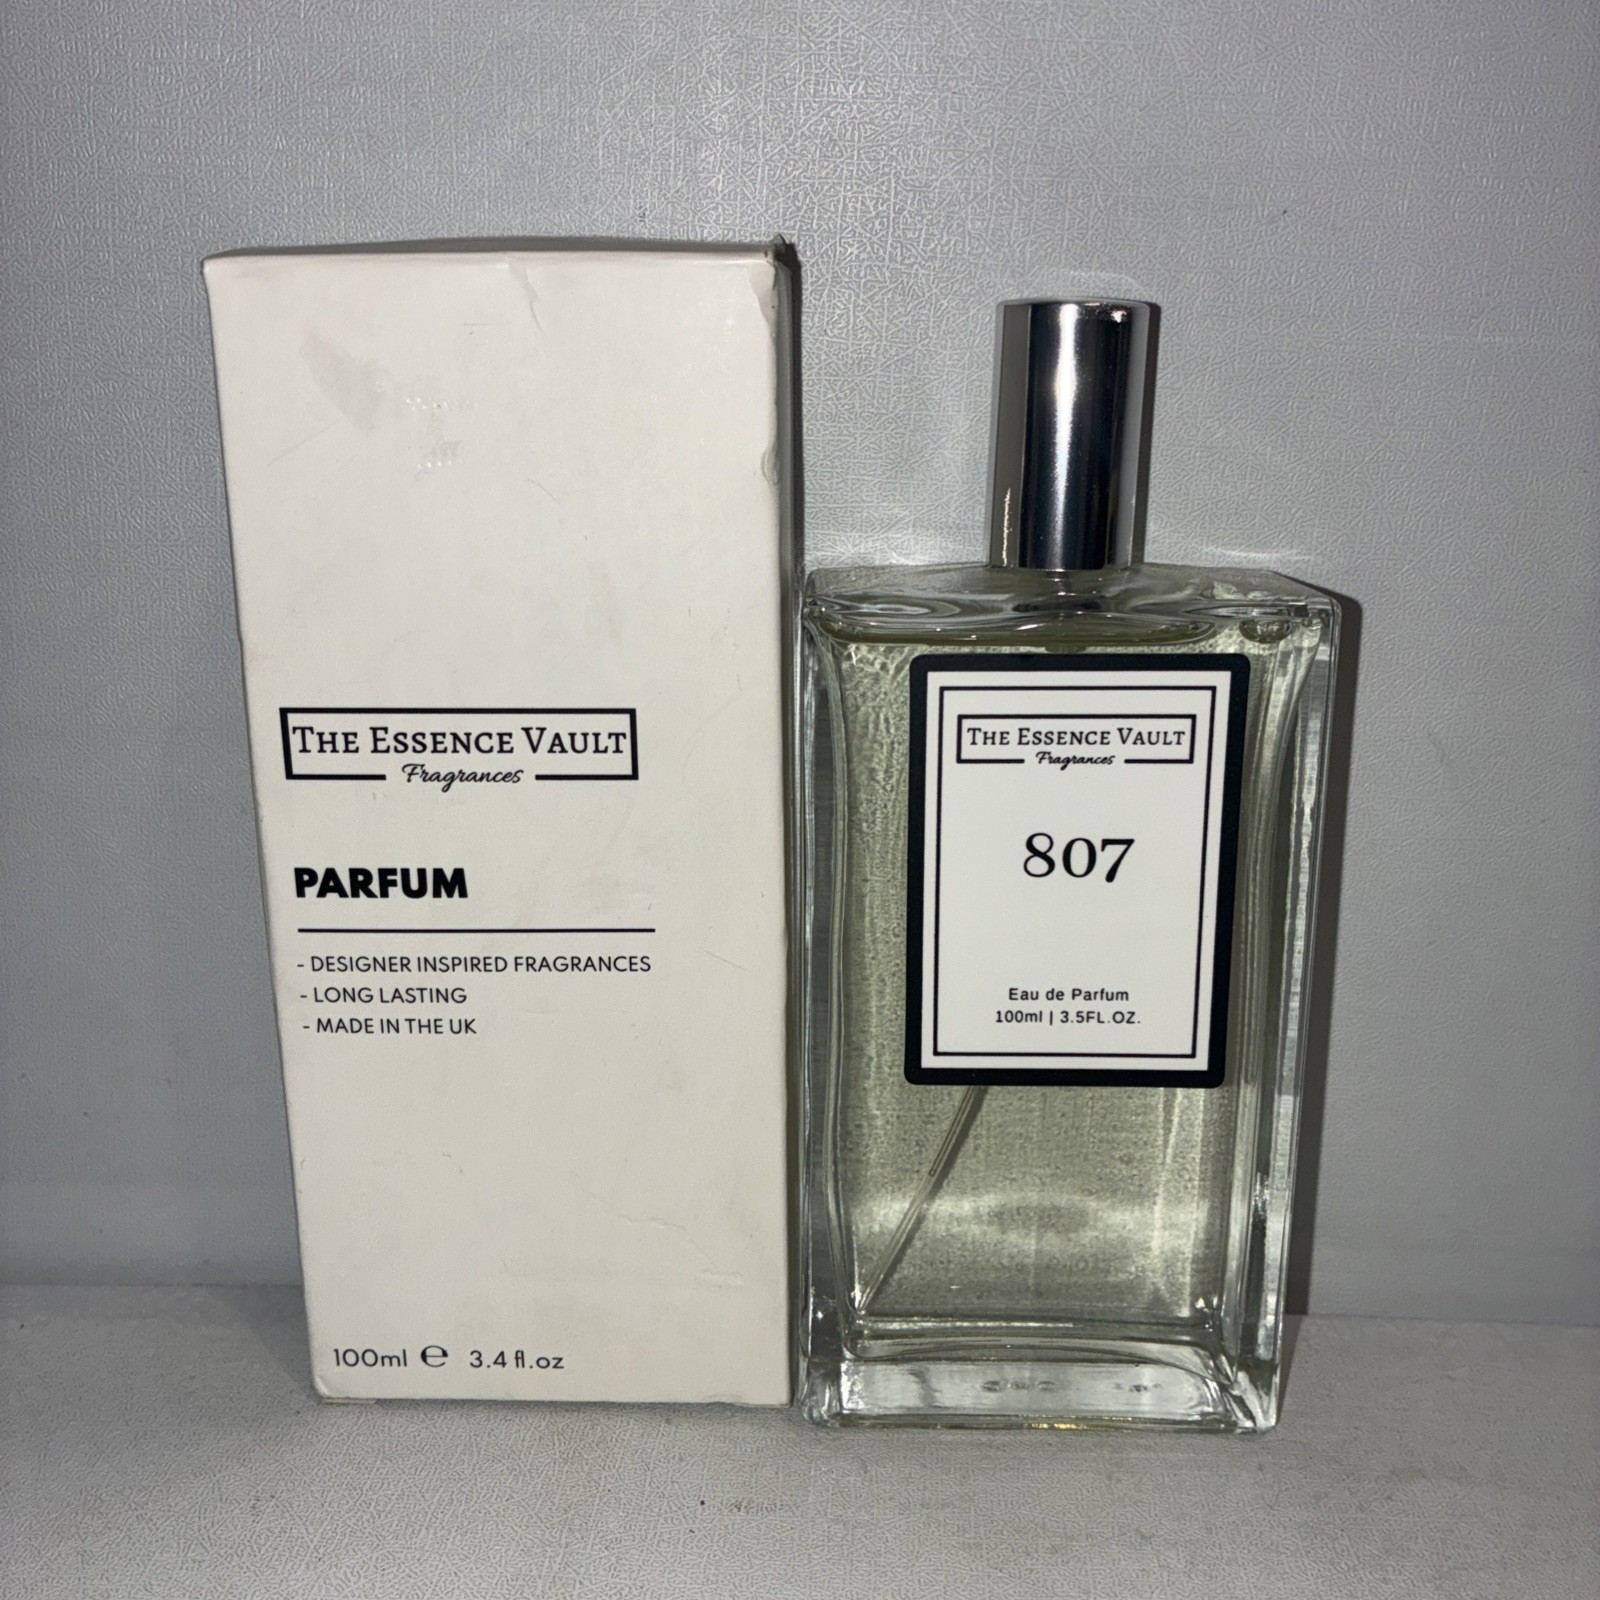 THE ESSENCE VAULT
Fragrances
PARFUM
- DESIGNER INSPIRED FRAGRANCES
- LONG LASTING
- MADE IN THE UK
100ml ℮ 3.4 fl.oz
THE ESSENCE VAULT
Fragrances
807
Eau de Parfum
100ml | 3.5FL.OZ.